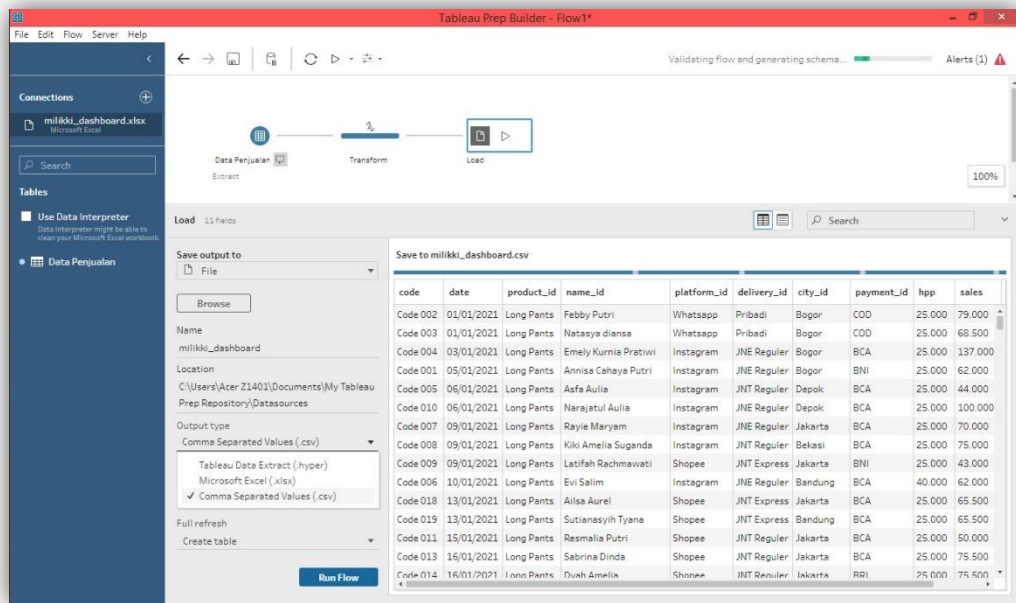 Tableau Prep Builder - Flow1*
File Edit Flow Server Help
Validating flow and generating schema...
Alerts (1)
Connections
milikki_dashboard.xlsx
Microsoft Excel
Search
Tables
Use Data Interpreter
Data Interpreter might be able to
clean your Microsoft Excel workbook.
Data Penjualan
Data Penjualan
Extract
Transform
Load
100%
Load 11 fields
Search
Save output to
File
Browse
Name
milikki_dashboard
Location
C:\Users\Acer Z1401\Documents\My Tableau
Prep Repository\Datasources
Output type
Comma Separated Values (.csv)
Tableau Data Extract (.hyper)
Microsoft Excel (.xlsx)
✓ Comma Separated Values (.csv)
Full refresh
Create table
Run Flow
Save to milikki_dashboard.csv
code date product_id name_id platform_id delivery_id city_id payment_id hpp sales
Code 002 01/01/2021 Long Pants Febby Putri Whatsapp Pribadi Bogor COD 25.000 79.000
Code 003 01/01/2021 Long Pants Natasya diansa Whatsapp Pribadi Bogor COD 25.000 68.500
Code 004 03/01/2021 Long Pants Emely Kurnia Pratiwi Instagram JNE Reguler Bogor BCA 25.000 137.000
Code 001 05/01/2021 Long Pants Annisa Cahaya Putri Instagram JNE Reguler Bogor BNI 25.000 62.000
Code 005 06/01/2021 Long Pants Asfa Aulia Instagram JNT Reguler Depok BCA 25.000 44.000
Code 010 06/01/2021 Long Pants Narajatul Aulia Instagram JNE Reguler Depok BCA 25.000 100.000
Code 007 09/01/2021 Long Pants Rayie Maryam Instagram JNE Reguler Jakarta BCA 25.000 70.000
Code 008 09/01/2021 Long Pants Kiki Amelia Suganda Instagram JNT Reguler Bekasi BCA 25.000 75.000
Code 009 09/01/2021 Long Pants Latifah Rachmawati Shopee JNT Express Jakarta BNI 25.000 43.000
Code 006 10/01/2021 Long Pants Evi Salim Instagram JNE Reguler Bandung BCA 40.000 62.000
Code 018 13/01/2021 Long Pants Ailsa Aurel Shopee JNT Express Jakarta BCA 25.000 65.500
Code 019 13/01/2021 Long Pants Sutianasyih Tyana Shopee JNT Express Bandung BCA 25.000 65.500
Code 011 15/01/2021 Long Pants Resmalia Putri Shopee JNT Reguler Jakarta BCA 25.000 50.000
Code 013 16/01/2021 Long Pants Sabrina Dinda Shopee JNT Reguler Jakarta BCA 25.000 75.500
Code 014 16/01/2021 Long Pants Dyah Amelia Shopee JNT Reguler Jakarta BRI 25.000 75.500